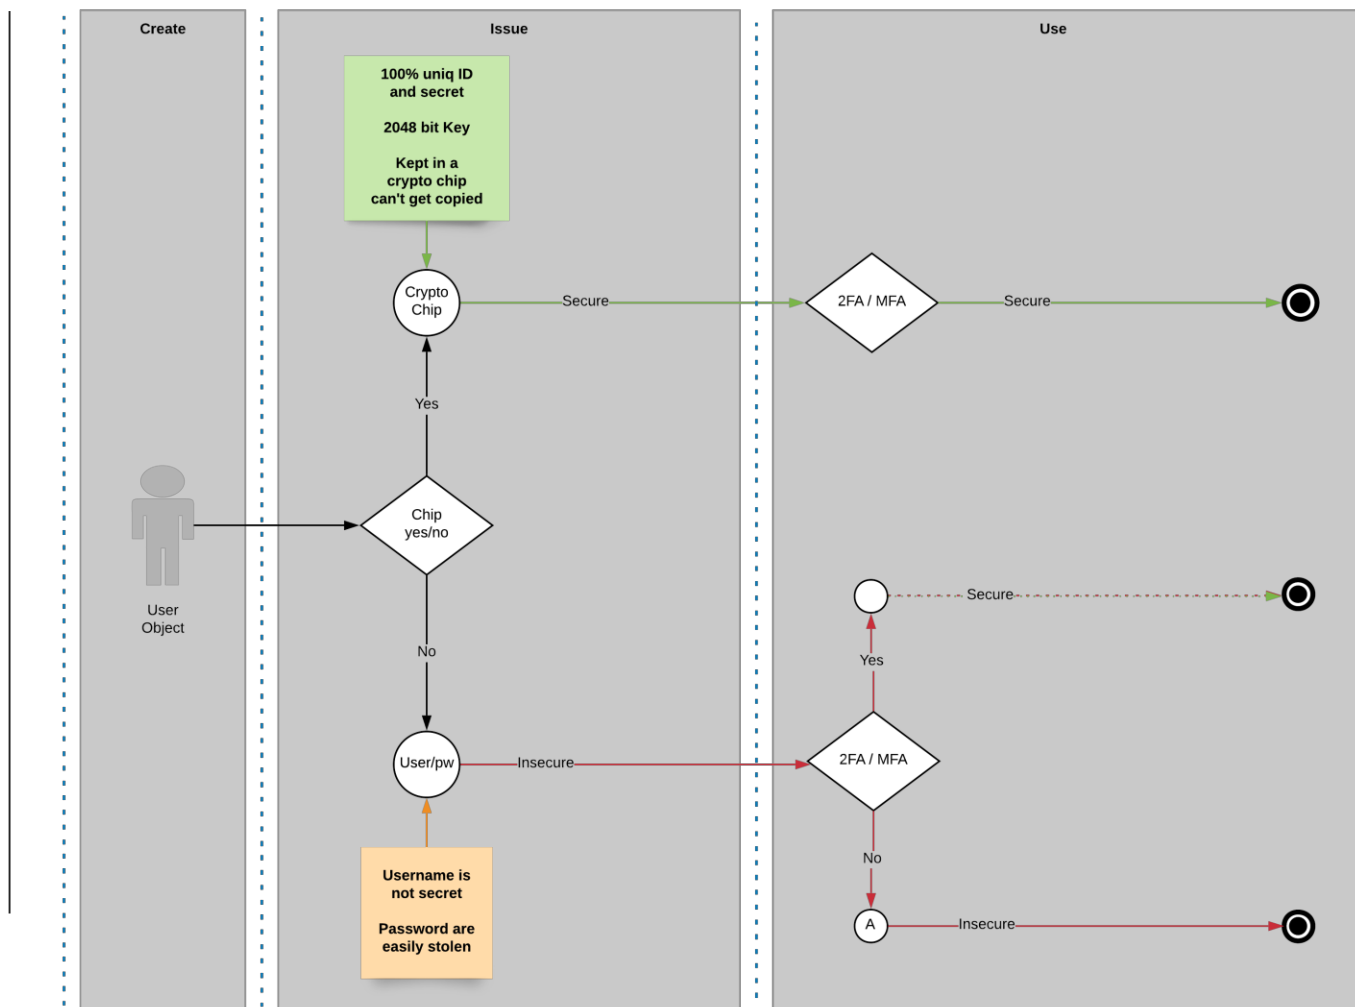 Create
Issue
Use
100% uniq ID
and secret
2048 bit Key
Kept in a
crypto chip
can't get copied
Crypto
Chip
Secure
2FA / MFA
Secure
Yes
Chip
yes/no
User
Object
No
User/pw
Insecure
Username is
not secret
Password are
easily stolen
Secure
Yes
2FA / MFA
No
A
Insecure